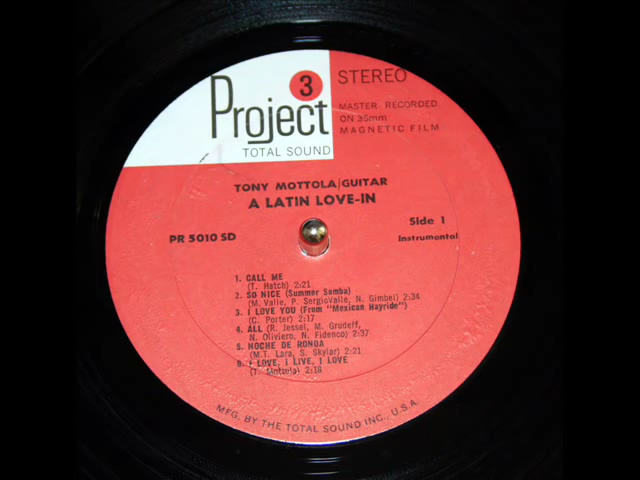 3
Project
TOTAL SOUND
STEREO
MASTER RECORDED
ON 35mm
MAGNETIC FILM
TONY MOTTOLA/GUITAR
A LATIN LOVE-IN
PR 5010 SD
Side 1
Instrumental
1. CALL ME
(T. Hatch) 2:21
2. SO NICE (Summer Samba)
(M. Valle, P. SergioValle, N. Gimbel) 2:34
3. I LOVE YOU (From "Mexican Hayride")
(C. Porter) 2:17
4. ALL (R. Jessel, M. Grudeff,
N. Oliviero, N. Fidenco) 2:37
5. NOCHE DE RONDA
(M.T. Lara, S. Skylar) 2:21
6. I LOVE, I LIVE, I LOVE
(T. Mottola) 2:18
MFG. BY THE TOTAL SOUND INC., U.S.A.